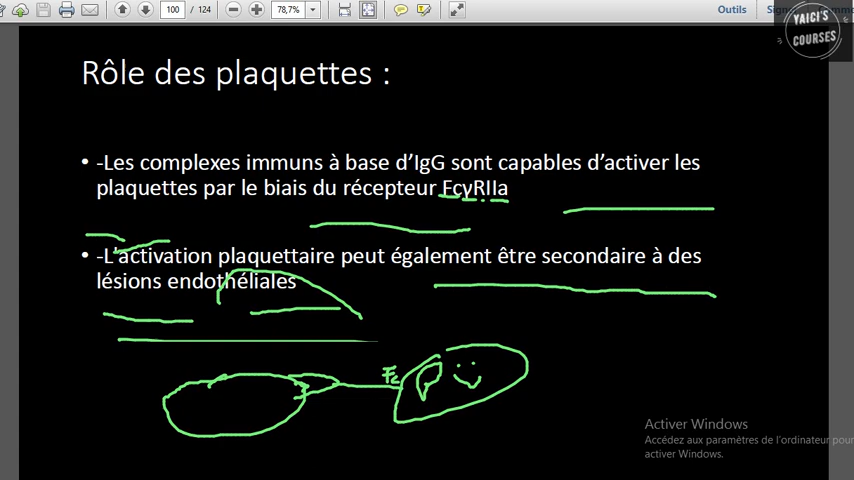 100 / 124
78,7%
Outils
YAICI'S
COURSES
Rôle des plaquettes :
• -Les complexes immuns à base d'IgG sont capables d'activer les
plaquettes par le biais du récepteur FcγRIIa
• -L'activation plaquettaire peut également être secondaire à des
lésions endothéliales
Activer Windows
Accédez aux paramètres de l'ordinateur pour
activer Windows.